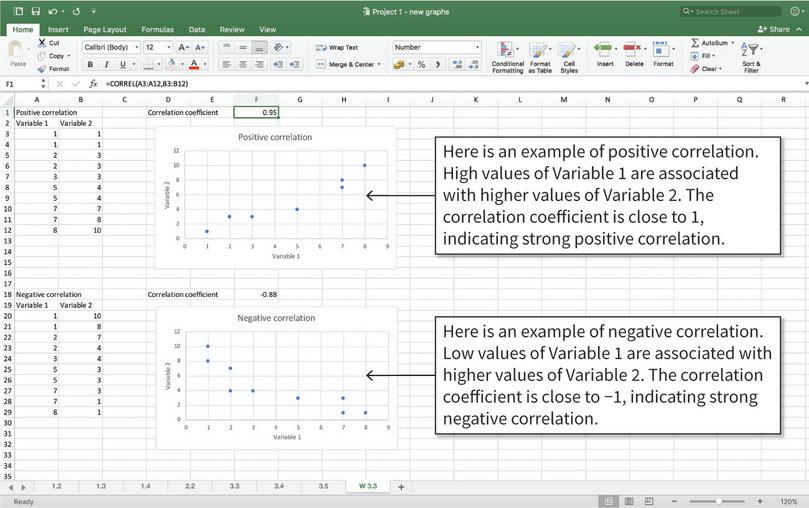 Project 1 - new graphs
Search Sheet
Home Insert Page Layout Formulas Data Review View
Share
Paste
Cut
Copy
Format
Calibri (Body) 12 A A
B I U A
Wrap Text
Merge & Center
Number
%
Conditional Formatting
Format as Table
Cell Styles
Insert
Delete
Format
AutoSum
Fill
Clear
Sort & Filter
F1 fx =CORREL(A3:A12,B3:B12)
A B C D E F G H I J K L M N O P Q R
1 Positive correlation Correlation coefficient 0.95
2 Variable 1 Variable 2
3 1 1
4 1 1
5 2 3
6 2 3
7 3 3
8 5 4
9 5 4
10 7 7
11 7 8
12 8 10
13
14
15
16
17
18 Negative correlation Correlation coefficient -0.88
19 Variable 1 Variable 2
20 1 10
21 1 8
22 2 7
23 2 4
24 3 4
25 5 3
26 5 3
27 7 3
28 7 1
29 8 1
30
31
32
33
34
35
Positive correlation
Variable 2
12
10
8
6
4
2
0
0 1 2 3 4 5 6 7 8 9
Variable 1
Here is an example of positive correlation.
High values of Variable 1 are associated
with higher values of Variable 2. The
correlation coefficient is close to 1,
indicating strong positive correlation.
Negative correlation
Variable 2
12
10
8
6
4
2
0
0 1 2 3 4 5 6 7 8 9
Variable 1
Here is an example of negative correlation.
Low values of Variable 1 are associated with
higher values of Variable 2. The correlation
coefficient is close to −1, indicating strong
negative correlation.
1.2 1.3 1.4 2.2 3.3 3.4 3.5 W 3.3 +
Ready
120%